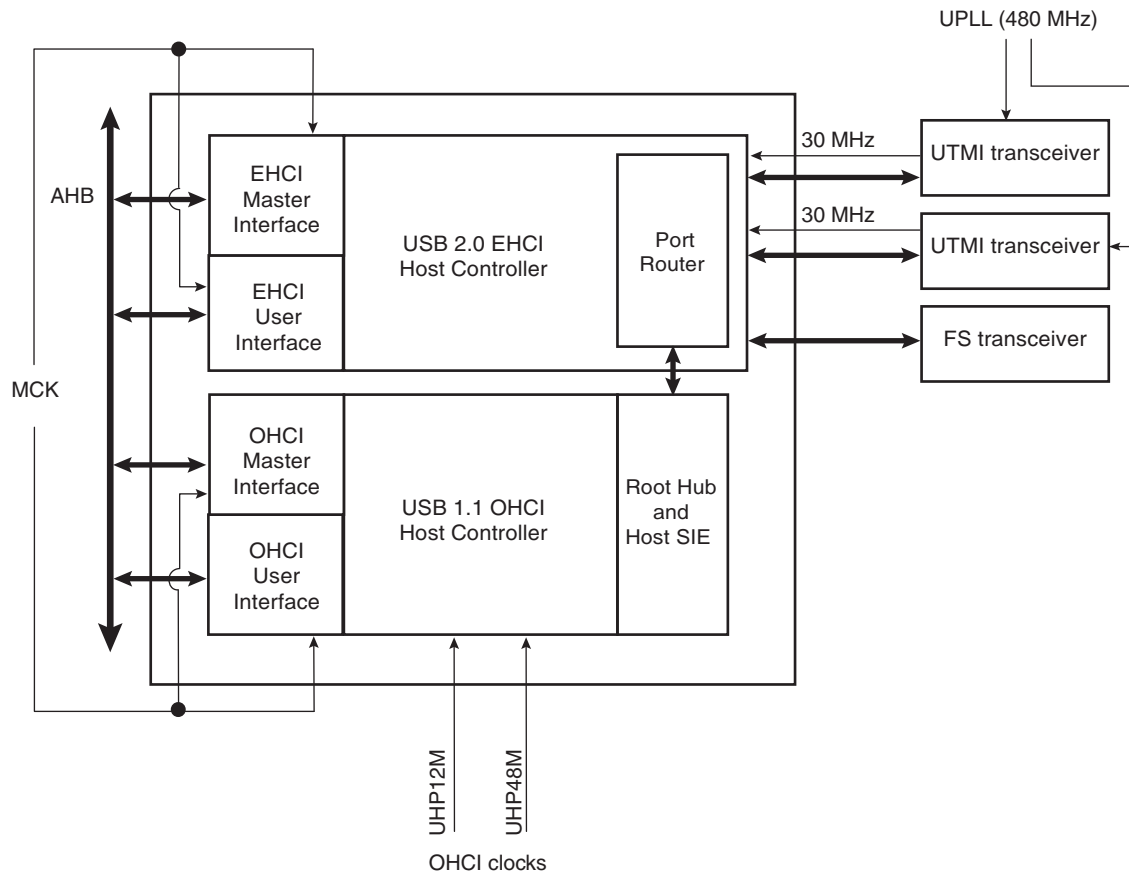 UPLL (480 MHz)
AHB
MCK
EHCI
Master
Interface
EHCI
User
Interface
USB 2.0 EHCI
Host Controller
Port
Router
30 MHz
UTMI transceiver
30 MHz
UTMI transceiver
FS transceiver
OHCI
Master
Interface
OHCI
User
Interface
USB 1.1 OHCI
Host Controller
Root Hub
and
Host SIE
UHP12M
UHP48M
OHCI clocks